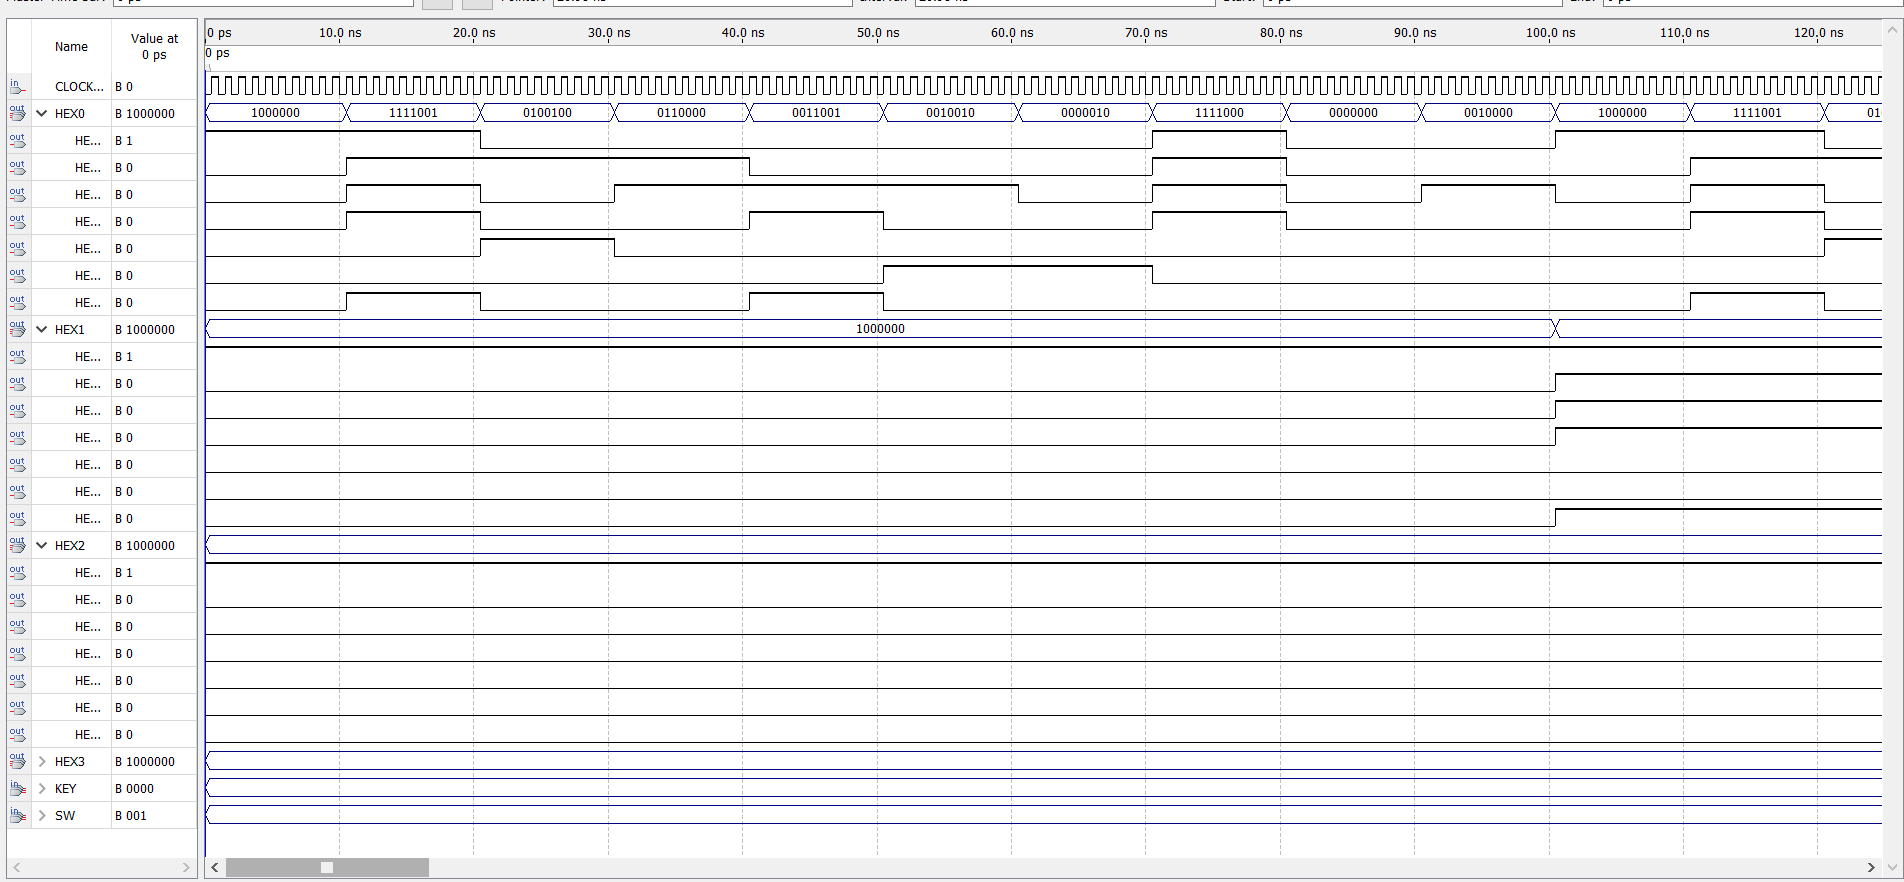 0 ps 10.0 ns 20.0 ns 30.0 ns 40.0 ns 50.0 ns 60.0 ns 70.0 ns 80.0 ns 90.0 ns 100.0 ns 110.0 ns 120.0 ns
Name Value at
0 ps
0 ps
in CLOCK... B 0
out HEX0 B 1000000 1000000 1111001 0100100 0110000 0011001 0010010 0000010 1111000 0000000 0010000 1000000 1111001 01
out HE... B 1
out HE... B 0
out HE... B 0
out HE... B 0
out HE... B 0
out HE... B 0
out HE... B 0
out HEX1 B 1000000 1000000
out HE... B 1
out HE... B 0
out HE... B 0
out HE... B 0
out HE... B 0
out HE... B 0
out HE... B 0
out HEX2 B 1000000
out HE... B 1
out HE... B 0
out HE... B 0
out HE... B 0
out HE... B 0
out HE... B 0
out HE... B 0
out HEX3 B 1000000
in KEY B 0000
in SW B 001